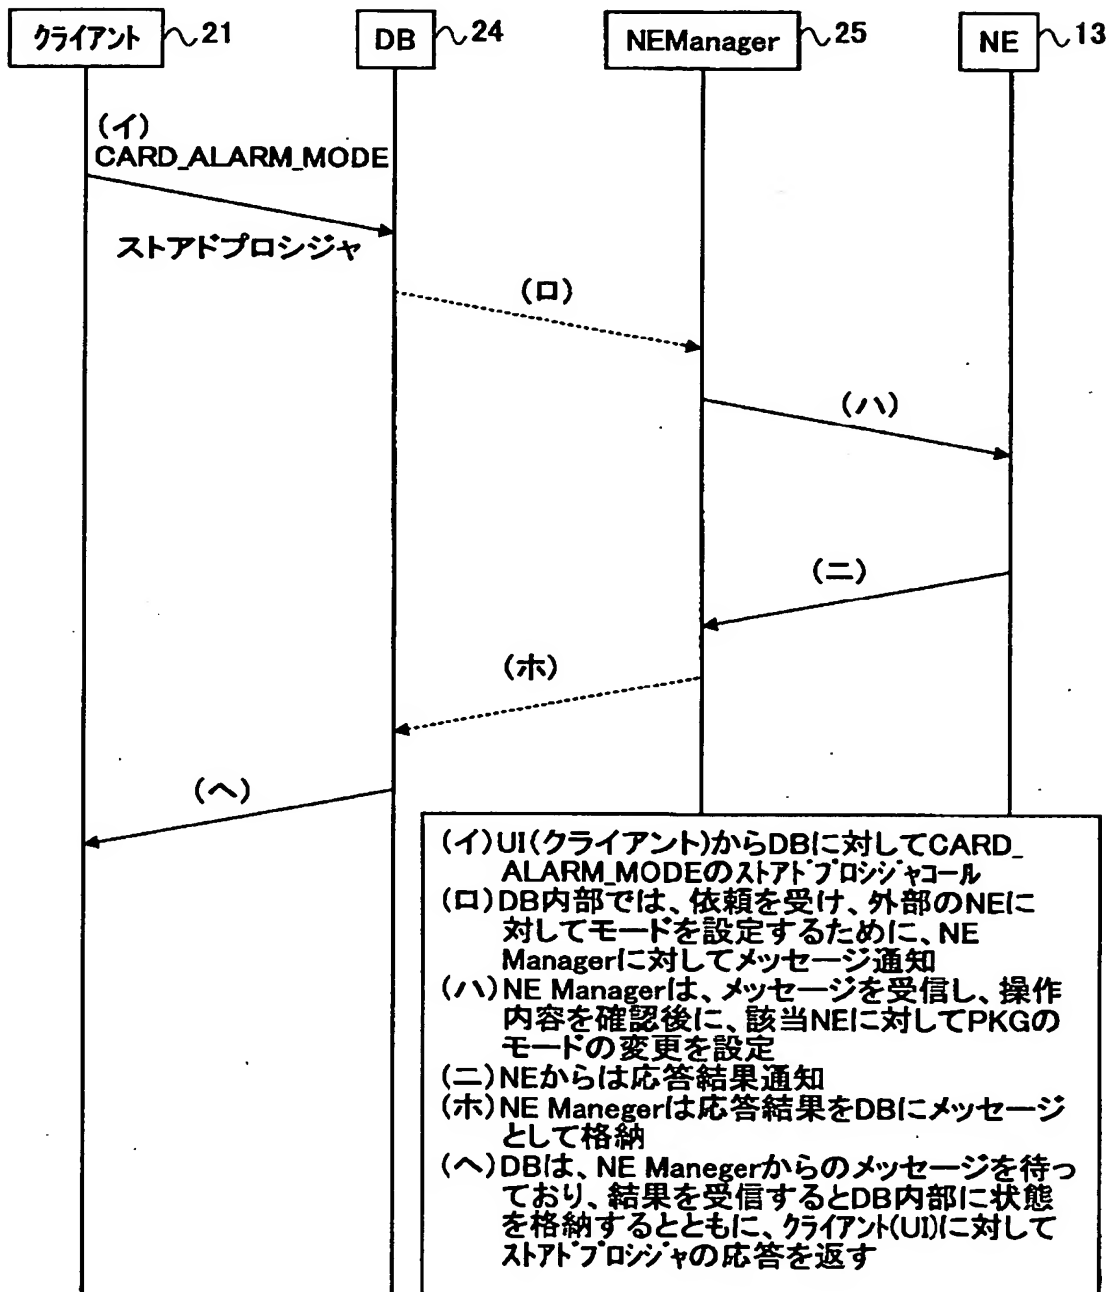 クライアント 21
DB 24
NEManager 25
NE 13
(イ)
CARD_ALARM_MODE
ストアドプロシジャ
(ロ)
(ハ)
(ニ)
(ホ)
(ヘ)
(イ)UI(クライアント)からDBに対してCARD_
ALARM_MODEのストアドプロシジャコール
(ロ)DB内部では、依頼を受け、外部のNEに
対してモードを設定するために、NE
Managerに対してメッセージ通知
(ハ)NE Managerは、メッセージを受信し、操作
内容を確認後に、該当NEに対してPKGの
モードの変更を設定
(ニ)NEからは応答結果通知
(ホ)NE Manegerは応答結果をDBにメッセージ
として格納
(ヘ)DBは、NE Manegerからのメッセージを待っ
ており、結果を受信するとDB内部に状態
を格納するとともに、クライアント(UI)に対して
ストアドプロシジャの応答を返す